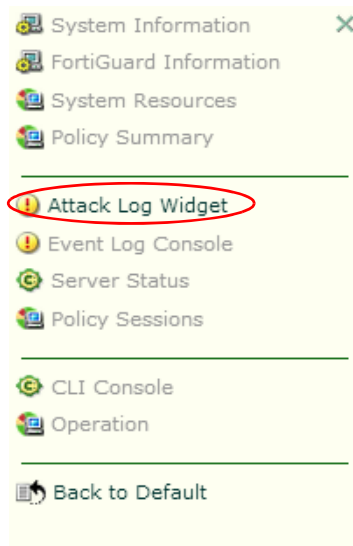 System Information
FortiGuard Information
System Resources
Policy Summary
Attack Log Widget
Event Log Console
Server Status
Policy Sessions
CLI Console
Operation
Back to Default